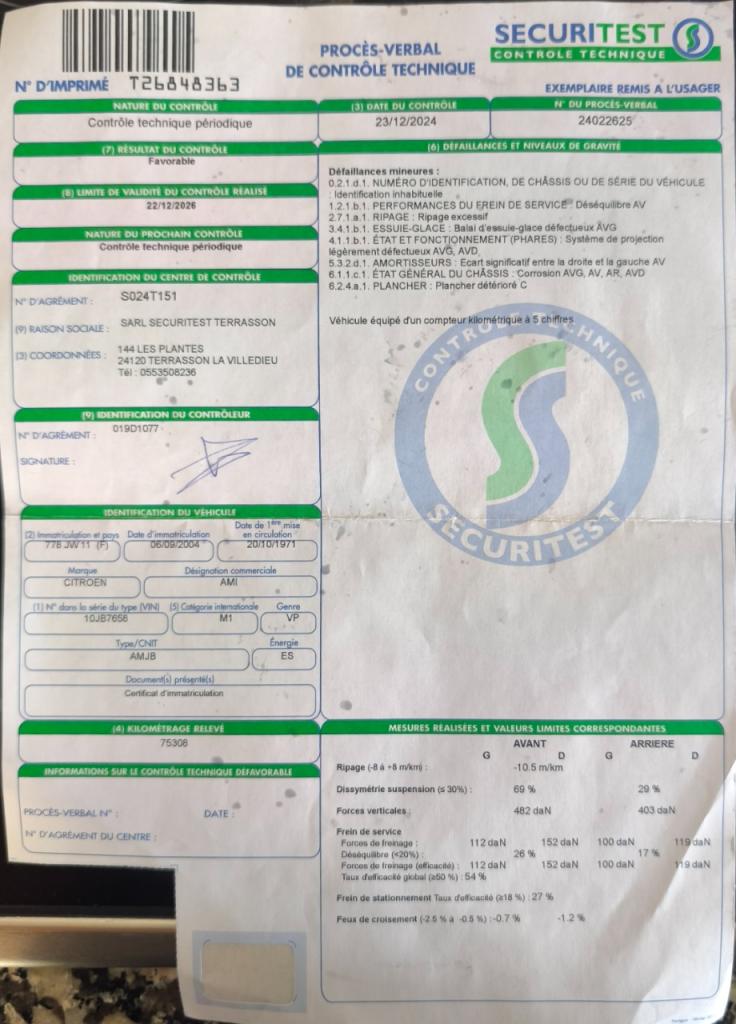 N° D'IMPRIMÉ T26848363
PROCÈS-VERBAL
DE CONTRÔLE TECHNIQUE
SECURITEST
CONTROLE TECHNIQUE
EXEMPLAIRE REMIS A L'USAGER
NATURE DU CONTRÔLE
Contrôle technique périodique
(3) DATE DU CONTRÔLE
23/12/2024
N° DU PROCÈS-VERBAL
24022625
(7) RÉSULTAT DU CONTRÔLE
Favorable
(8) LIMITE DE VALIDITÉ DU CONTRÔLE RÉALISÉ
22/12/2026
NATURE DU PROCHAIN CONTRÔLE
Contrôle technique périodique
IDENTIFICATION DU CENTRE DE CONTRÔLE
N° D'AGRÉMENT : S024T151
(9) RAISON SOCIALE : SARL SECURITEST TERRASSON
(3) COORDONNÉES : 144 LES PLANTES
24120 TERRASSON LA VILLEDIEU
Tél : 0553508236
(9) IDENTIFICATION DU CONTRÔLEUR
N° D'AGRÉMENT : 019D1077
SIGNATURE :
(6) DÉFAILLANCES ET NIVEAUX DE GRAVITÉ
Défaillances mineures :
0.2.1.d.1. NUMÉRO D'IDENTIFICATION, DE CHÂSSIS OU DE SÉRIE DU VÉHICULE
: Identification inhabituelle
1.2.1.b.1. PERFORMANCES DU FREIN DE SERVICE : Déséquilibre AV
2.7.1.a.1. RIPAGE : Ripage excessif
3.4.1.b.1. ESSUIE-GLACE : Balai d'essuie-glace défectueux AVG
4.1.1.b.1. ÉTAT ET FONCTIONNEMENT (PHARES) : Système de projection
légèrement défectueux AVG, AVD
5.3.2.d.1. AMORTISSEURS : Ecart significatif entre la droite et la gauche AV
6.1.1.c.1. ÉTAT GÉNÉRAL DU CHÂSSIS : Corrosion AVG, AV, AR, AVD
6.2.4.a.1. PLANCHER : Plancher détérioré C
Véhicule équipé d'un compteur kilométrique à 5 chiffres
CONTROLE TECHNIQUE
SECURITEST
IDENTIFICATION DU VÉHICULE
(2) Immatriculation et pays Date d'immatriculation Date de 1ère mise
en circulation
778 JW 11 (F) 06/09/2004 20/10/1971
Marque Désignation commerciale
CITROEN AMI
(1) N° dans la série du type (VIN) (5) Catégorie internationale Genre
10JB7658 M1 VP
Type/CNIT Énergie
AMJB ES
Document(s) présenté(s)
Certificat d'immatriculation
(4) KILOMÉTRAGE RELEVÉ
75308
INFORMATIONS SUR LE CONTRÔLE TECHNIQUE DÉFAVORABLE
PROCÈS-VERBAL N° : DATE :
N° D'AGRÉMENT DU CENTRE :
MESURES RÉALISÉES ET VALEURS LIMITES CORRESPONDANTES
AVANT ARRIERE
G D G D
Ripage (-8 à +8 m/km) : -10.5 m/km
Dissymétrie suspension (≤ 30%) : 69 % 29 %
Forces verticales : 482 daN 403 daN
Frein de service
Forces de freinage : 112 daN 152 daN 100 daN 119 daN
Déséquilibre (<20%) : 26 % 17 %
Forces de freinage (efficacité) : 112 daN 152 daN 100 daN 119 daN
Taux d'efficacité global (≥50 %) : 54 %
Frein de stationnement Taux d'efficacité (≥18 %) : 27 %
Feux de croisement (-2.5 % à -0.5 %) : -0.7 % -1.2 %